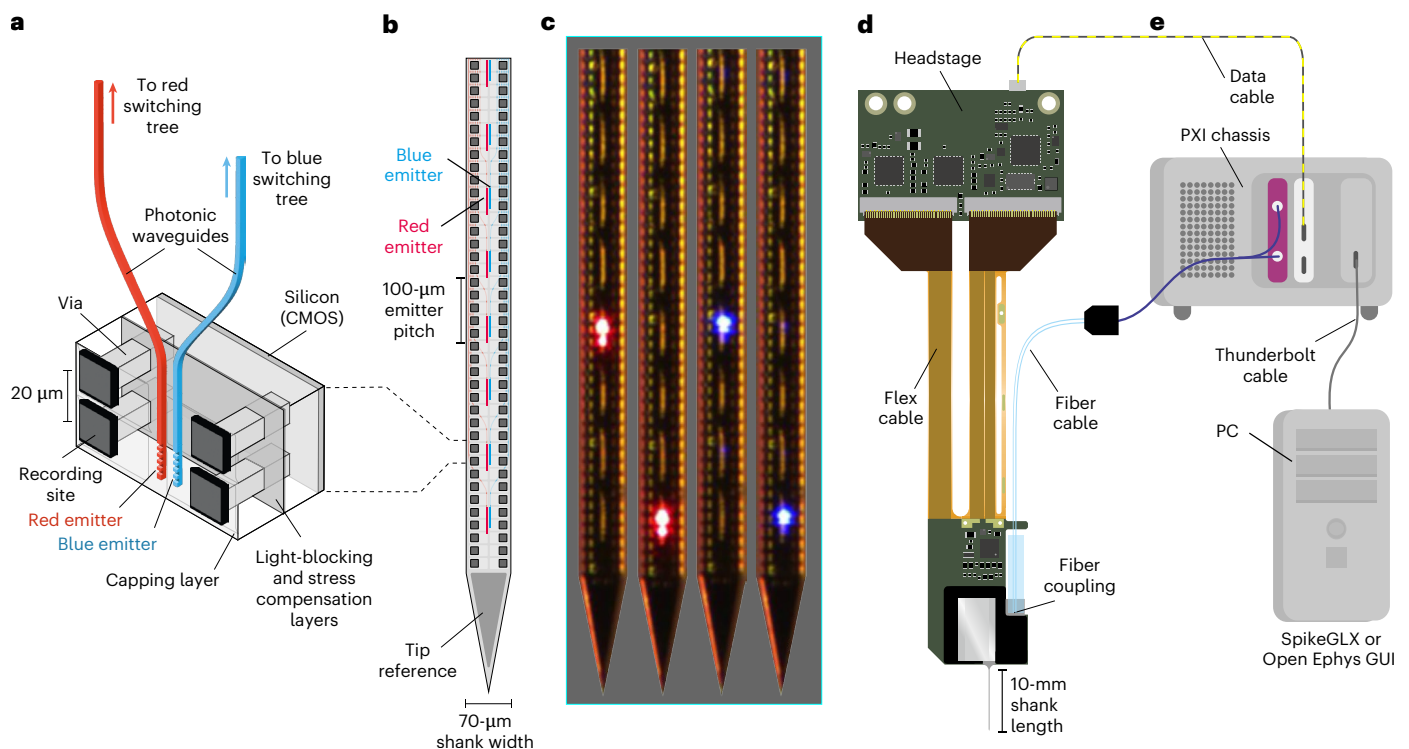 a
To red
switching
tree
To blue
switching
tree
Photonic
waveguides
Via
Silicon
(CMOS)
20 μm
Recording
site
Red emitter
Blue emitter
Capping layer
Light-blocking
and stress
compensation
layers
b
Blue
emitter
Red
emitter
100-μm
emitter
pitch
Tip
reference
70-μm
shank width
c
d
Headstage
Flex
cable
Fiber
cable
Fiber
coupling
10-mm
shank
length
e
Data
cable
PXI chassis
Thunderbolt
cable
PC
SpikeGLX or
Open Ephys GUI